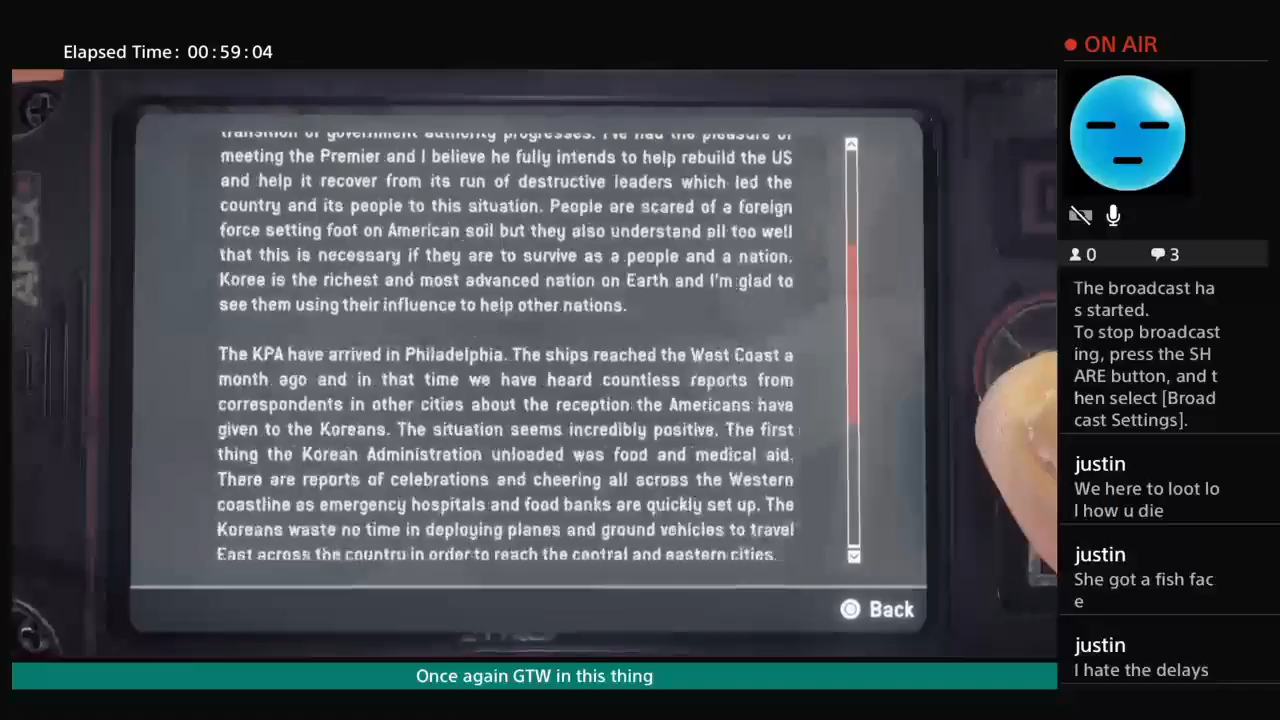 Elapsed Time: 00:59:04
ON AIR
APEX
transition of government authority progresses. I've had the pleasure of
meeting the Premier and I believe he fully intends to help rebuild the US
and help it recover from its run of destructive leaders which led the
country and its people to this situation. People are scared of a foreign
force setting foot on American soil but they also understand all too well
that this is necessary if they are to survive as a people and a nation.
Korea is the richest and most advanced nation on Earth and I'm glad to
see them using their influence to help other nations.
The KPA have arrived in Philadelphia. The ships reached the West Coast a
month ago and in that time we have heard countless reports from
correspondents in other cities about the reception the Americans have
given to the Koreans. The situation seems incredibly positive. The first
thing the Korean Administration unloaded was food and medical aid.
There are reports of celebrations and cheering all across the Western
coastline as emergency hospitals and food banks are quickly set up. The
Koreans waste no time in deploying planes and ground vehicles to travel
East across the country in order to reach the central and eastern cities.
Back
Once again GTW in this thing
0
3
The broadcast ha
s started.
To stop broadcast
ing, press the SH
ARE button, and t
hen select [Broad
cast Settings].
justin
We here to loot lo
l how u die
justin
She got a fish fac
e
justin
I hate the delays